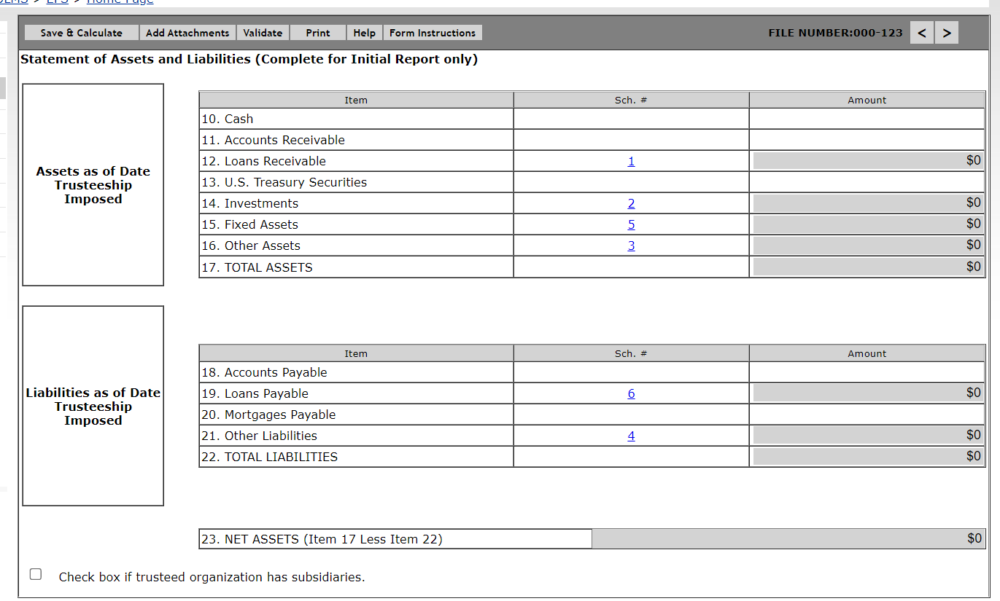 EFS > Home Page
Save & Calculate Add Attachments Validate Print Help Form Instructions FILE NUMBER:000-123 < >
Statement of Assets and Liabilities (Complete for Initial Report only)
Assets as of Date
Trusteeship
Imposed
Item Sch. # Amount
10. Cash
11. Accounts Receivable
12. Loans Receivable 1 $0
13. U.S. Treasury Securities
14. Investments 2 $0
15. Fixed Assets 5 $0
16. Other Assets 3 $0
17. TOTAL ASSETS $0
Liabilities as of Date
Trusteeship
Imposed
Item Sch. # Amount
18. Accounts Payable
19. Loans Payable 6 $0
20. Mortgages Payable
21. Other Liabilities 4 $0
22. TOTAL LIABILITIES $0
23. NET ASSETS (Item 17 Less Item 22) $0
Check box if trusteed organization has subsidiaries.